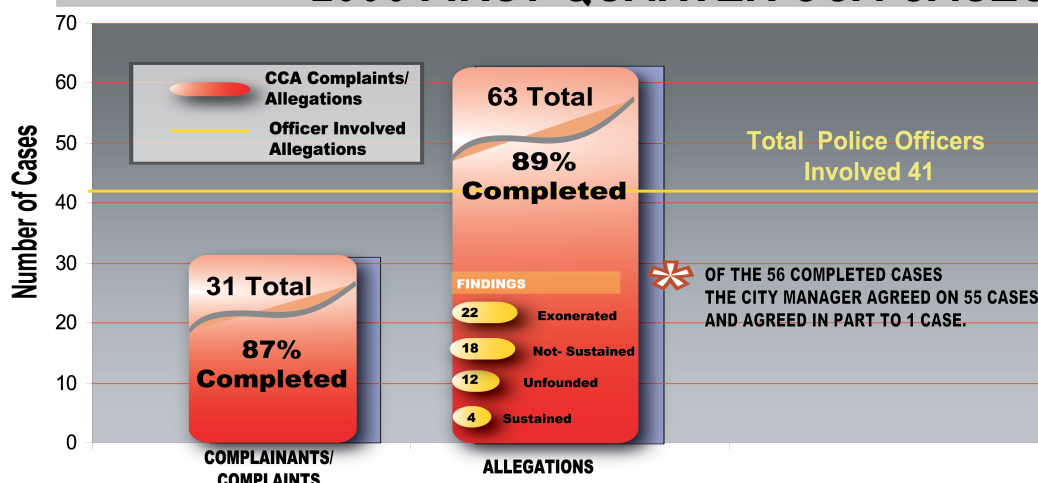 70
60
50
40
30
20
10
0
Number of Cases
CCA Complaints/
Allegations
Officer Involved
Allegations
31 Total
87%
Completed
63 Total
89%
Completed
FINDINGS
22 Exonerated
18 Not- Sustained
12 Unfounded
4 Sustained
Total Police Officers
Involved 41
* OF THE 56 COMPLETED CASES
THE CITY MANAGER AGREED ON 55 CASES
AND AGREED IN PART TO 1 CASE.
COMPLAINANTS/
COMPLAINTS
ALLEGATIONS